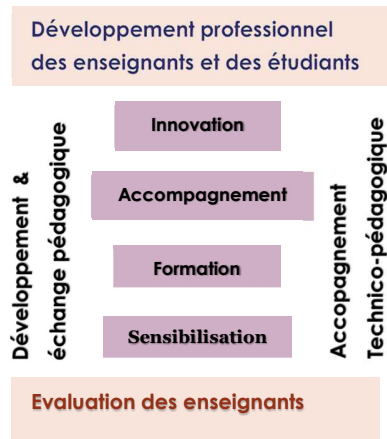 Développement professionnel
des enseignants et des étudiants
Développement &
échange pédagogique
Innovation
Accompagnement
Formation
Sensibilisation
Accopagnement
Technico-pédagogique
Evaluation des enseignants